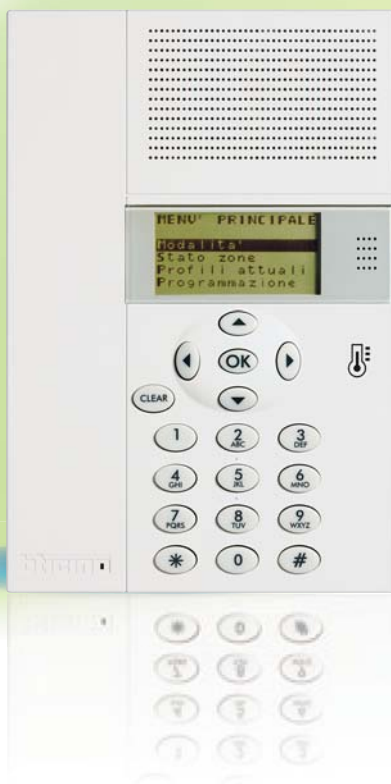 MENU' PRINCIPALE
Modalita'
Stato zone
Profili attuali
Programmazione
OK
CLEAR
1 2 ABC 3 DEF
4 GHI 5 JKL 6 MNO
7 PQRS 8 TUV 9 WXYZ
* 0 #
bticino